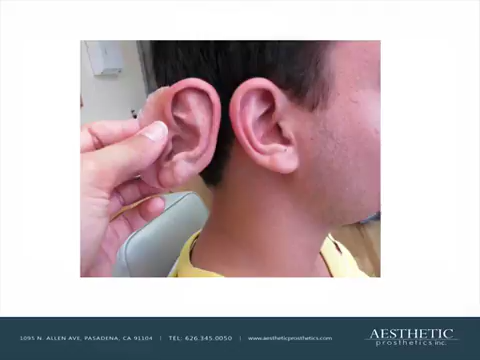 1095 N. ALLEN AVE, PASADENA, CA 91104 | TEL: 626.345.0050 | www.aestheticprosthetics.com
AESTHETIC
prosthetics inc.